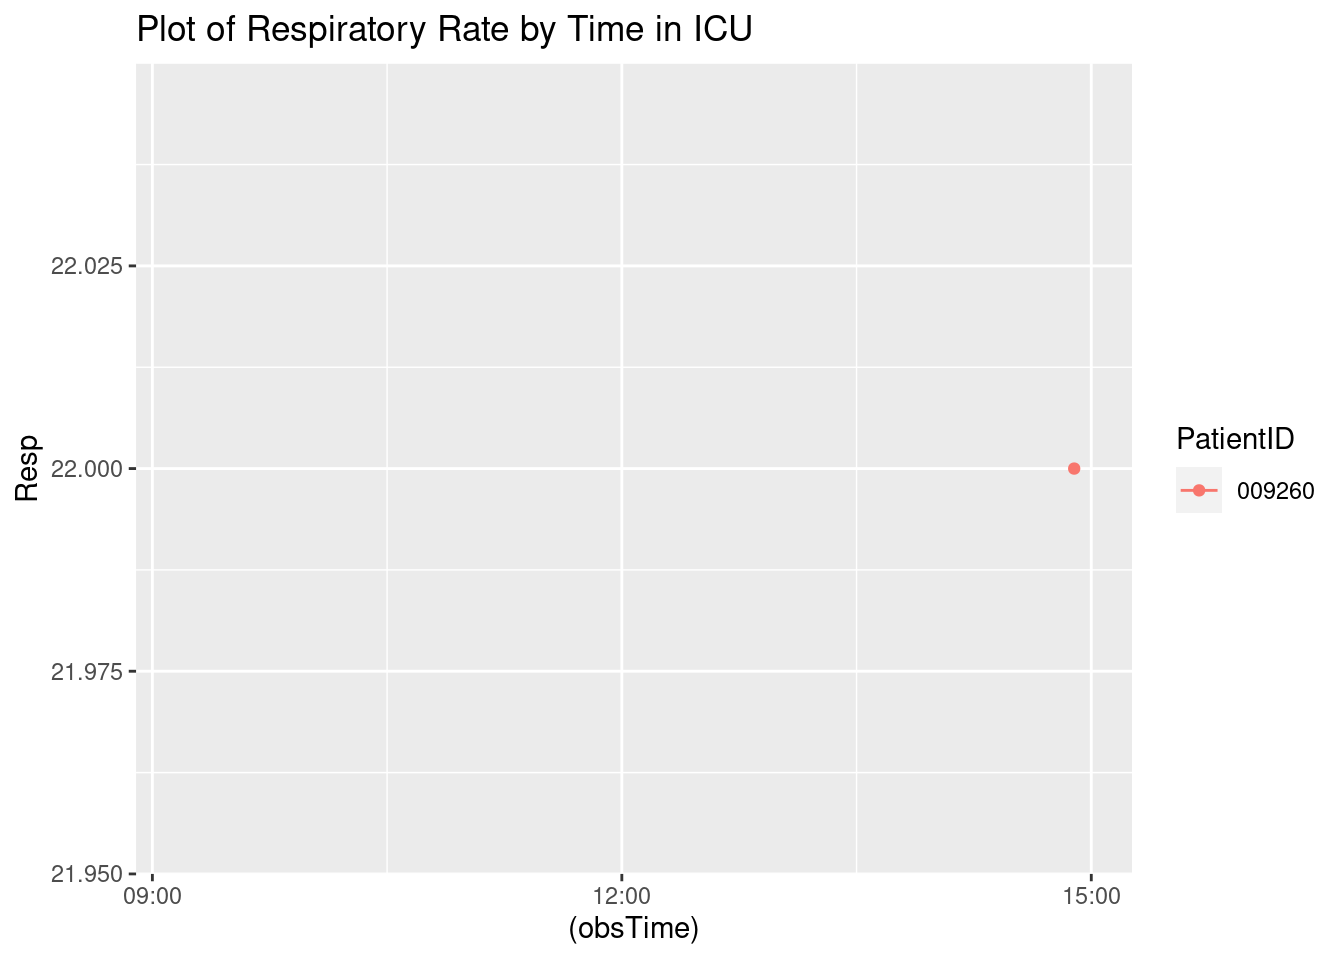 Plot of Respiratory Rate by Time in ICU
22.025
22.000
21.975
21.950
Resp
09:00 12:00 15:00
(obsTime)
PatientID
009260